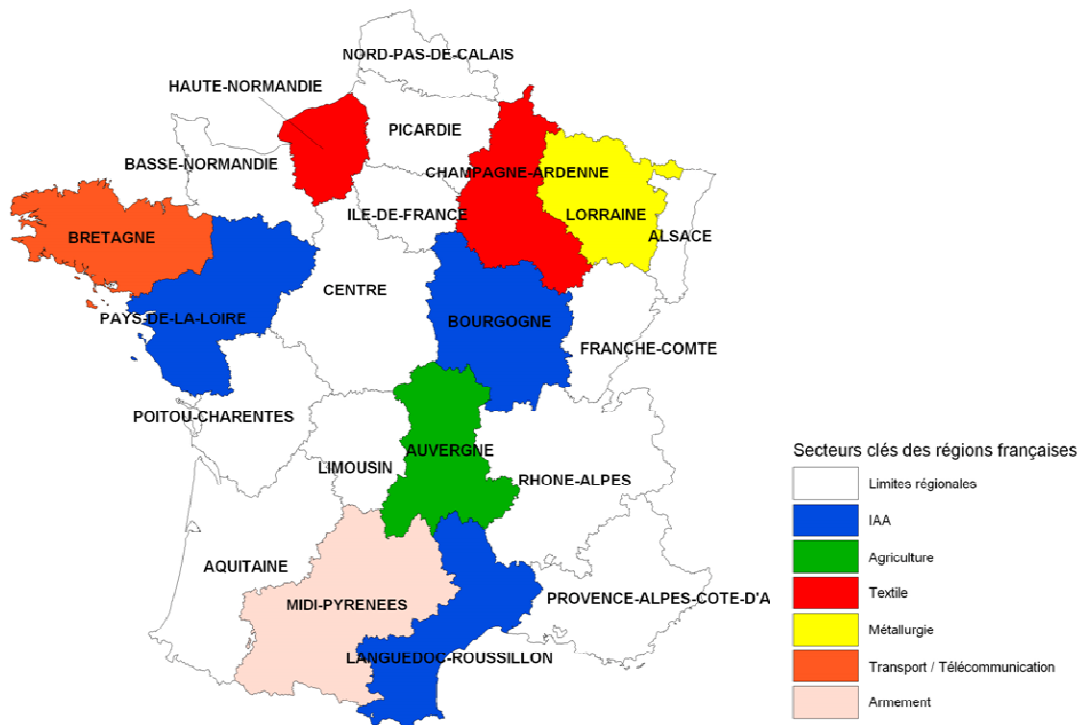 NORD-PAS-DE-CALAIS
HAUTE-NORMANDIE
PICARDIE
BASSE-NORMANDIE
CHAMPAGNE-ARDENNE
ILE-DE-FRANCE
LORRAINE
BRETAGNE
ALSACE
CENTRE
PAYS-DE-LA-LOIRE
BOURGOGNE
FRANCHE-COMTE
POITOU-CHARENTES
AUVERGNE
LIMOUSIN
RHONE-ALPES
AQUITAINE
MIDI-PYRENEES
PROVENCE-ALPES-COTE-D'A
LANGUEDOC-ROUSSILLON
Secteurs clés des régions françaises
Limites régionales
IAA
Agriculture
Textile
Métallurgie
Transport / Télécommunication
Armement